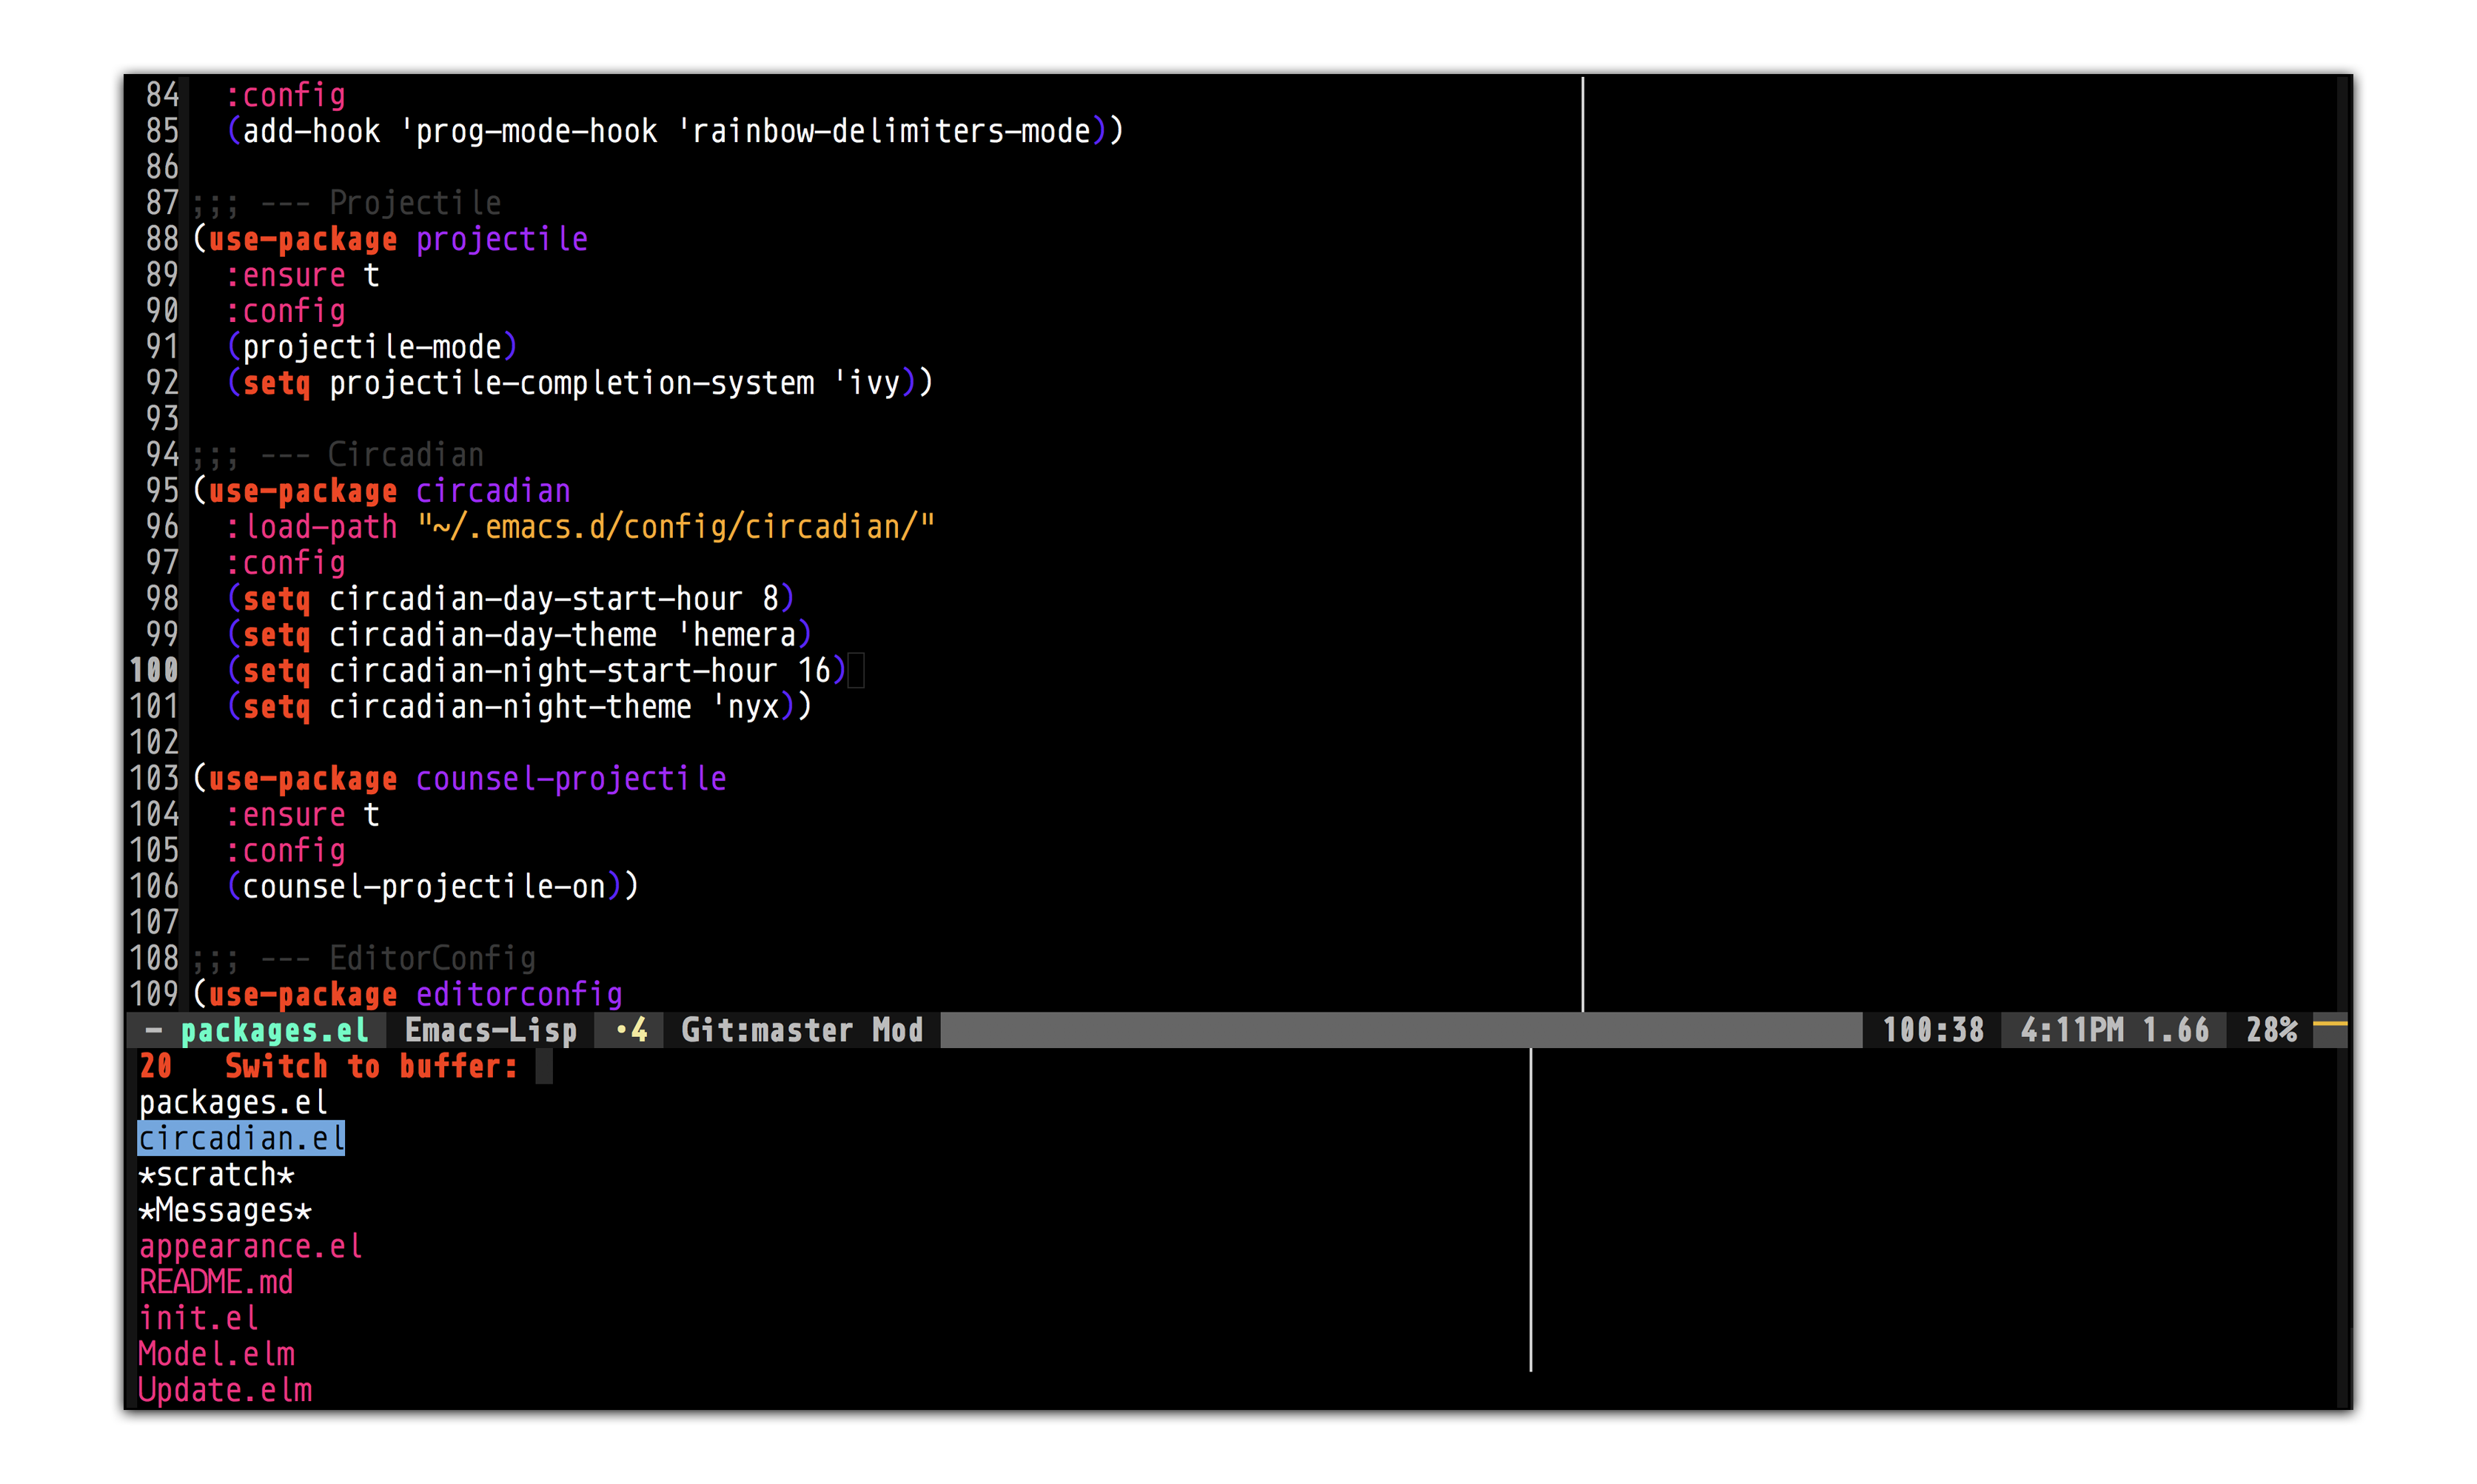 84   :config
85   (add-hook 'prog-mode-hook 'rainbow-delimiters-mode))
86
87 ;;; --- Projectile
88 (use-package projectile
89   :ensure t
90   :config
91   (projectile-mode)
92   (setq projectile-completion-system 'ivy))
93
94 ;;; --- Circadian
95 (use-package circadian
96   :load-path "~/.emacs.d/config/circadian/"
97   :config
98   (setq circadian-day-start-hour 8)
99   (setq circadian-day-theme 'hemera)
100   (setq circadian-night-start-hour 16)
101   (setq circadian-night-theme 'nyx))
102
103 (use-package counsel-projectile
104   :ensure t
105   :config
106   (counsel-projectile-on))
107
108 ;;; --- EditorConfig
109 (use-package editorconfig
− packages.el Emacs-Lisp •4 Git:master Mod 100:38 4:11PM 1.66 28%
20 Switch to buffer:
packages.el
circadian.el
*scratch*
*Messages*
appearance.el
README.md
init.el
Model.elm
Update.elm